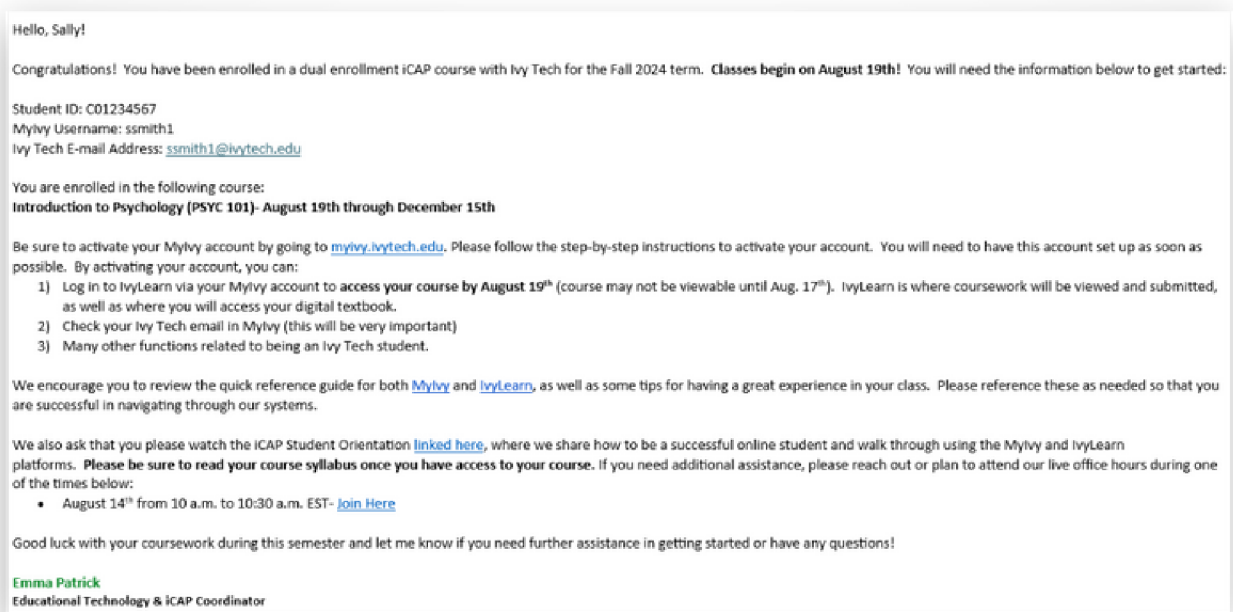 Hello, Sally!
Congratulations!  You have been enrolled in a dual enrollment iCAP course with Ivy Tech for the Fall 2024 term.  Classes begin on August 19th!  You will need the information below to get started:
Student ID: C01234567
MyIvy Username: ssmith1
Ivy Tech E-mail Address: ssmith1@ivytech.edu
You are enrolled in the following course:
Introduction to Psychology (PSYC 101)- August 19th through December 15th
Be sure to activate your MyIvy account by going to myivy.ivytech.edu. Please follow the step-by-step instructions to activate your account.  You will need to have this account set up as soon as
possible.  By activating your account, you can:
1) Log in to IvyLearn via your MyIvy account to access your course by August 19th (course may not be viewable until Aug. 17th).  IvyLearn is where coursework will be viewed and submitted,
as well as where you will access your digital textbook.
2) Check your Ivy Tech email in MyIvy (this will be very important)
3) Many other functions related to being an Ivy Tech student.
We encourage you to review the quick reference guide for both MyIvy and IvyLearn, as well as some tips for having a great experience in your class.  Please reference these as needed so that you
are successful in navigating through our systems.
We also ask that you please watch the iCAP Student Orientation linked here, where we share how to be a successful online student and walk through using the MyIvy and IvyLearn
platforms.  Please be sure to read your course syllabus once you have access to your course. If you need additional assistance, please reach out or plan to attend our live office hours during one
of the times below:
• August 14th from 10 a.m. to 10:30 a.m. EST- Join Here
Good luck with your coursework during this semester and let me know if you need further assistance in getting started or have any questions!
Emma Patrick
Educational Technology & iCAP Coordinator